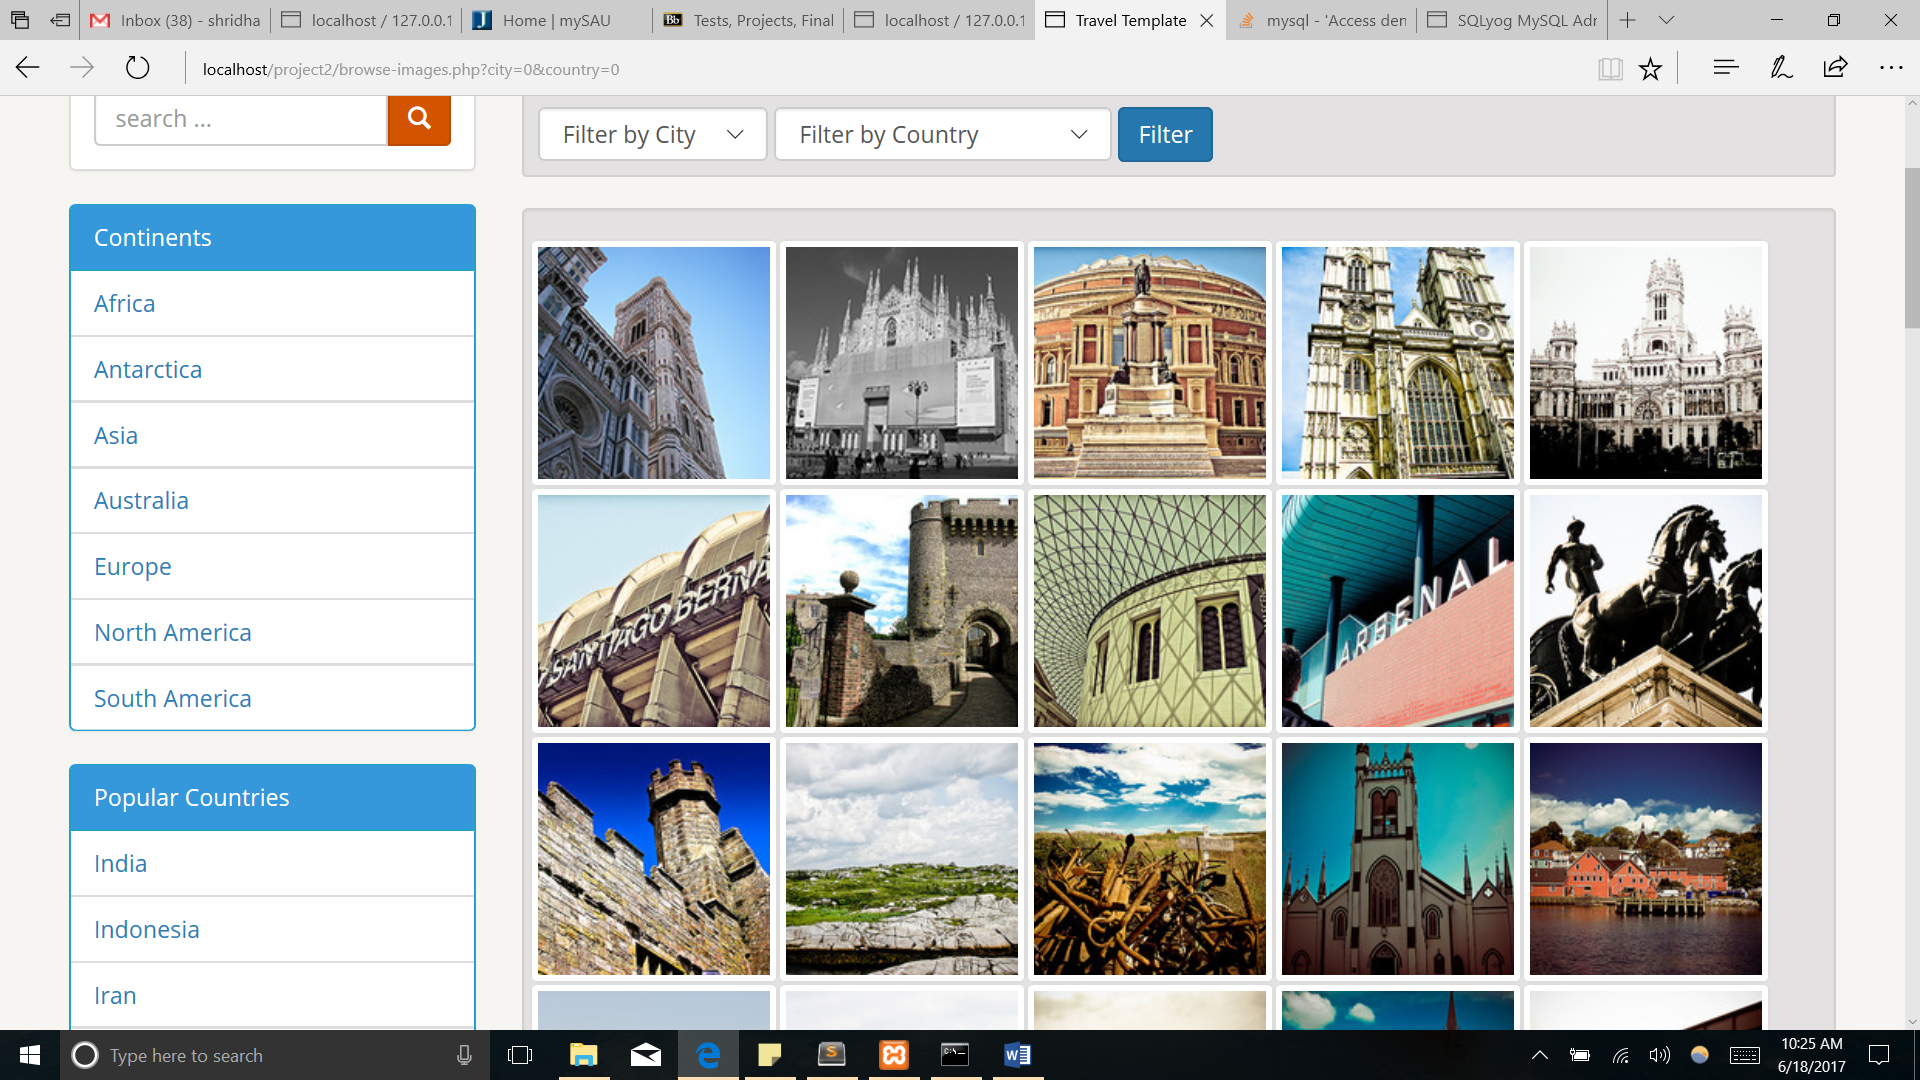 Inbox (38) - shridha
localhost / 127.0.0.1
Home | mySAU
Bb Tests, Projects, Final
localhost / 127.0.0.1
Travel Template
mysql - 'Access den
SQLyog MySQL Adr
localhost/project2/browse-images.php?city=0&country=0
search ...
Filter by City
Filter by Country
Filter
Continents
Africa
Antarctica
Asia
Australia
Europe
North America
South America
Popular Countries
India
Indonesia
Iran
SANTIAGO BERNA
ARSENAL
Type here to search
10:25 AM
6/18/2017